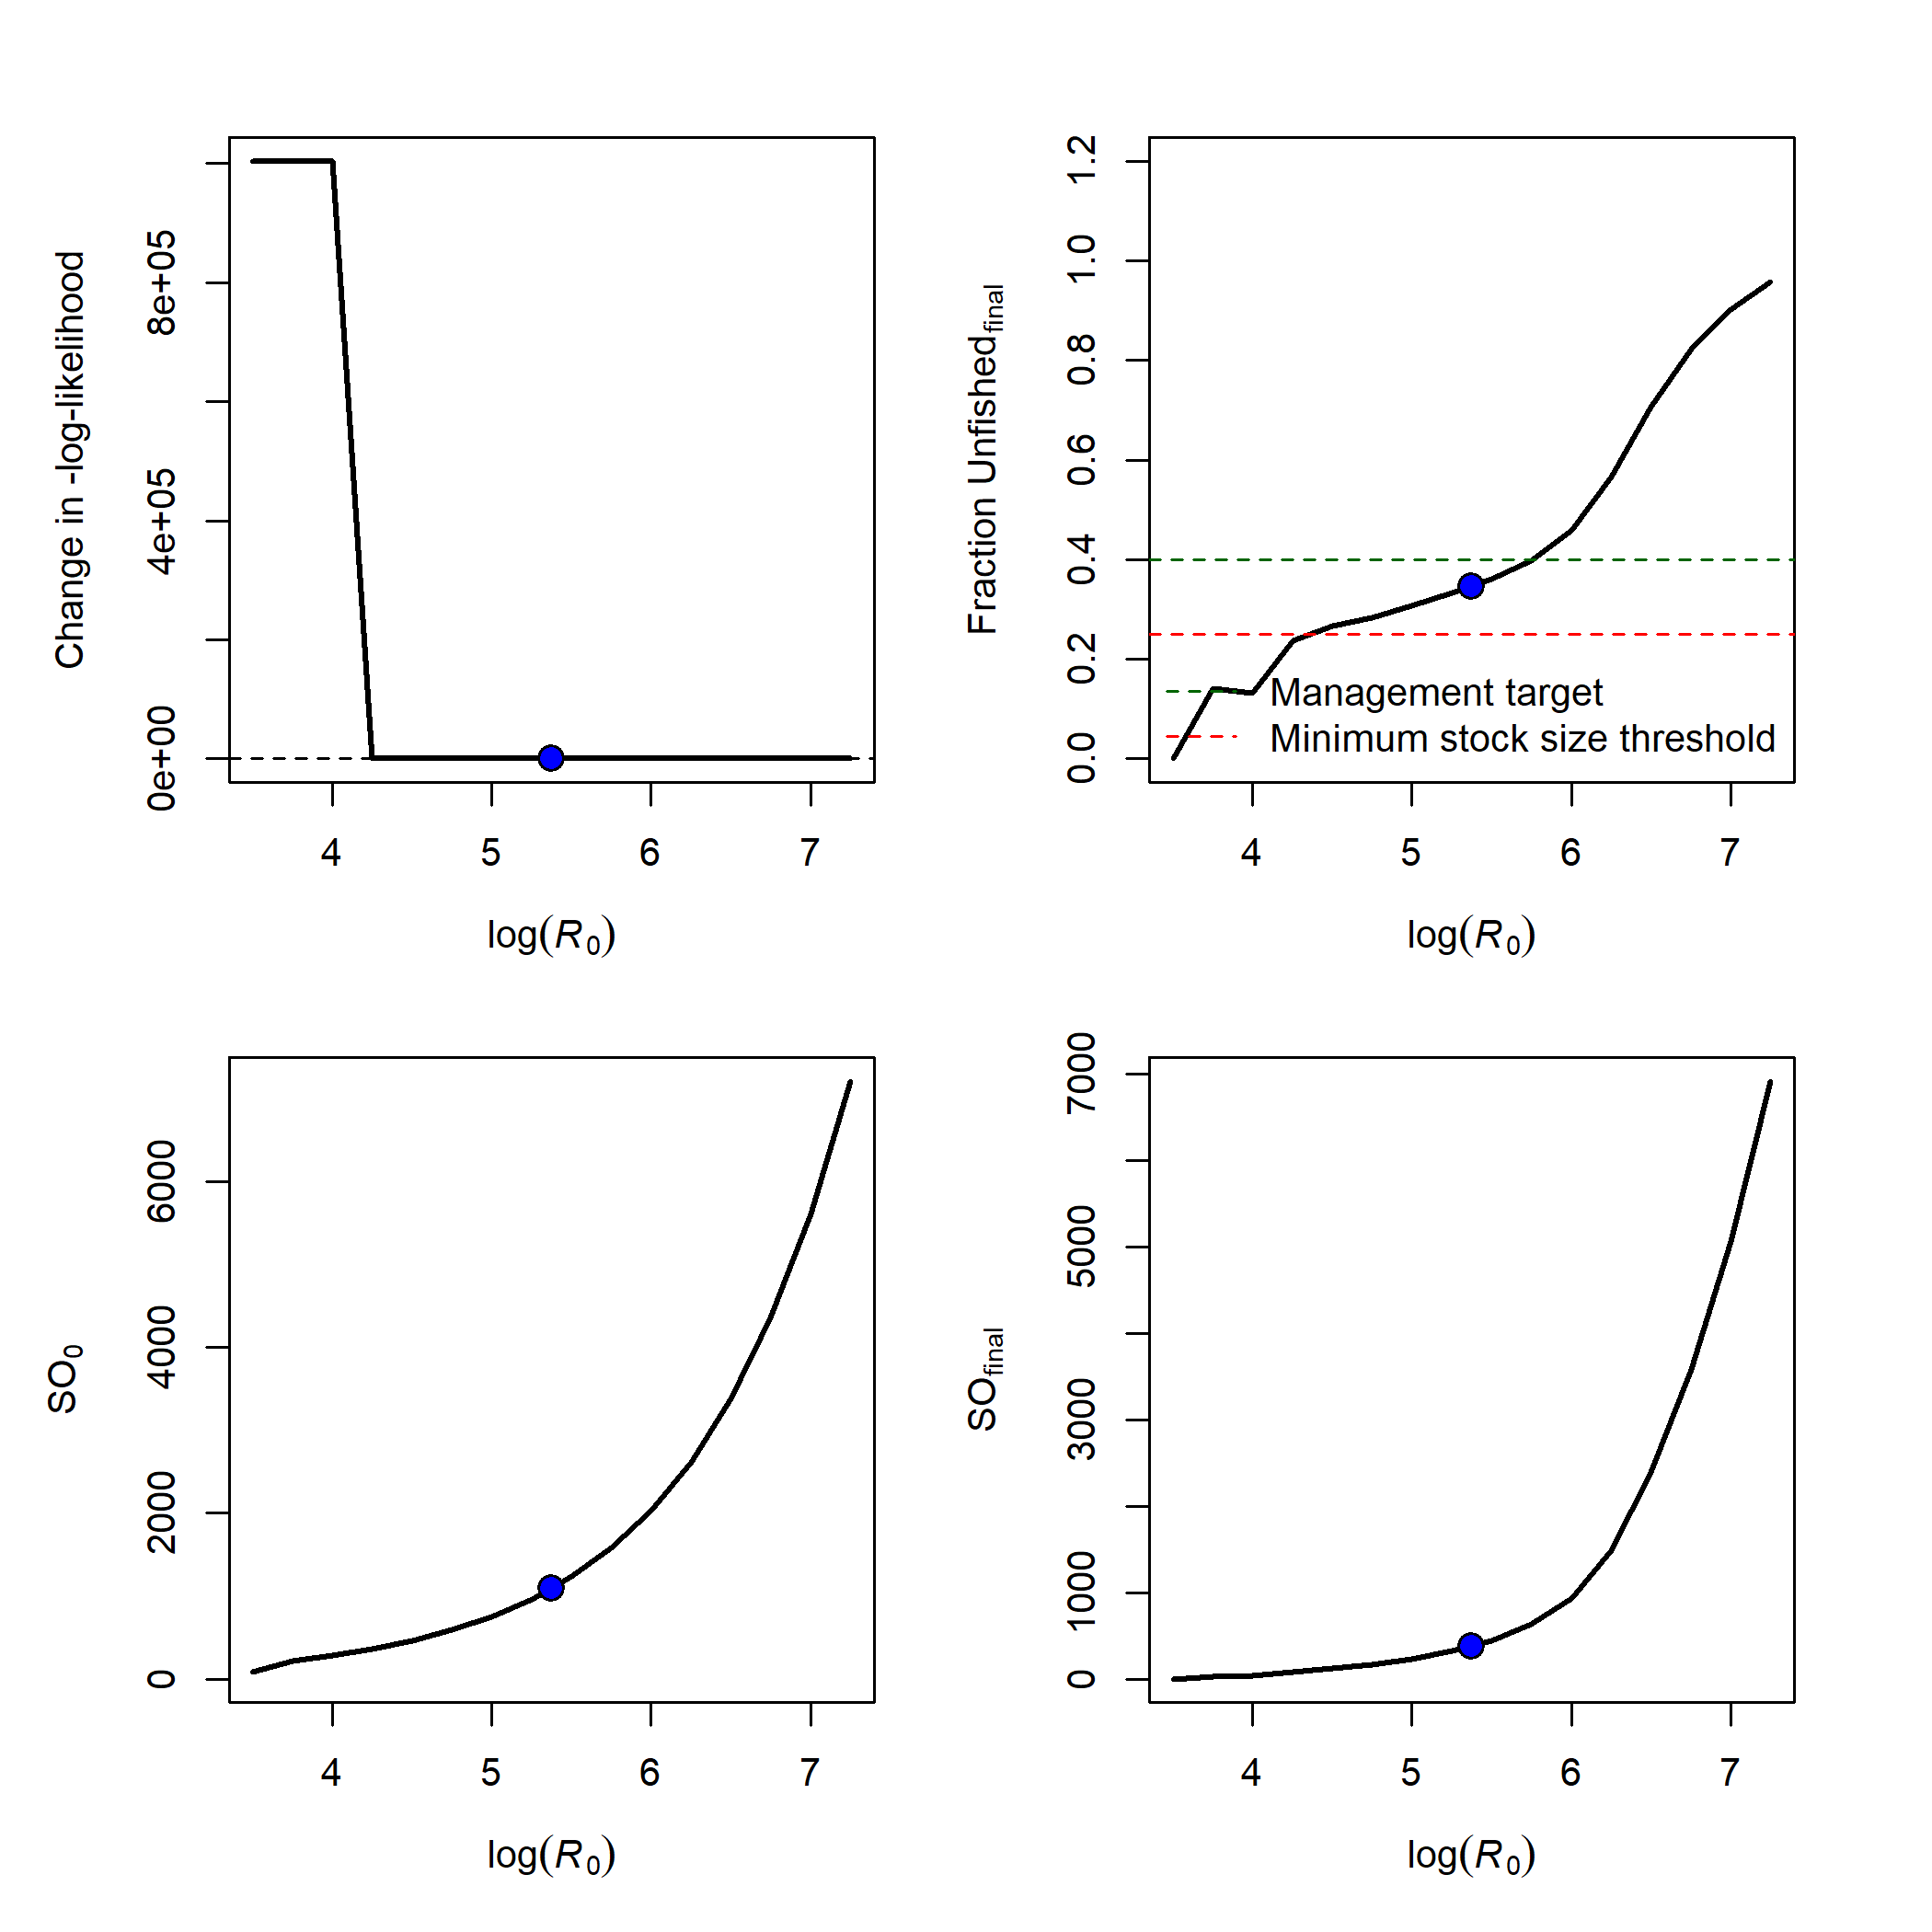 Change in -log-likelihood
0e+00 4e+05 8e+05
4 5 6 7
log(R0)
Fraction Unfishedfinal
0.0 0.2 0.4 0.6 0.8 1.0 1.2
Management target
Minimum stock size threshold
4 5 6 7
log(R0)
SO0
0 2000 4000 6000
4 5 6 7
log(R0)
SOfinal
0 1000 3000 5000 7000
4 5 6 7
log(R0)